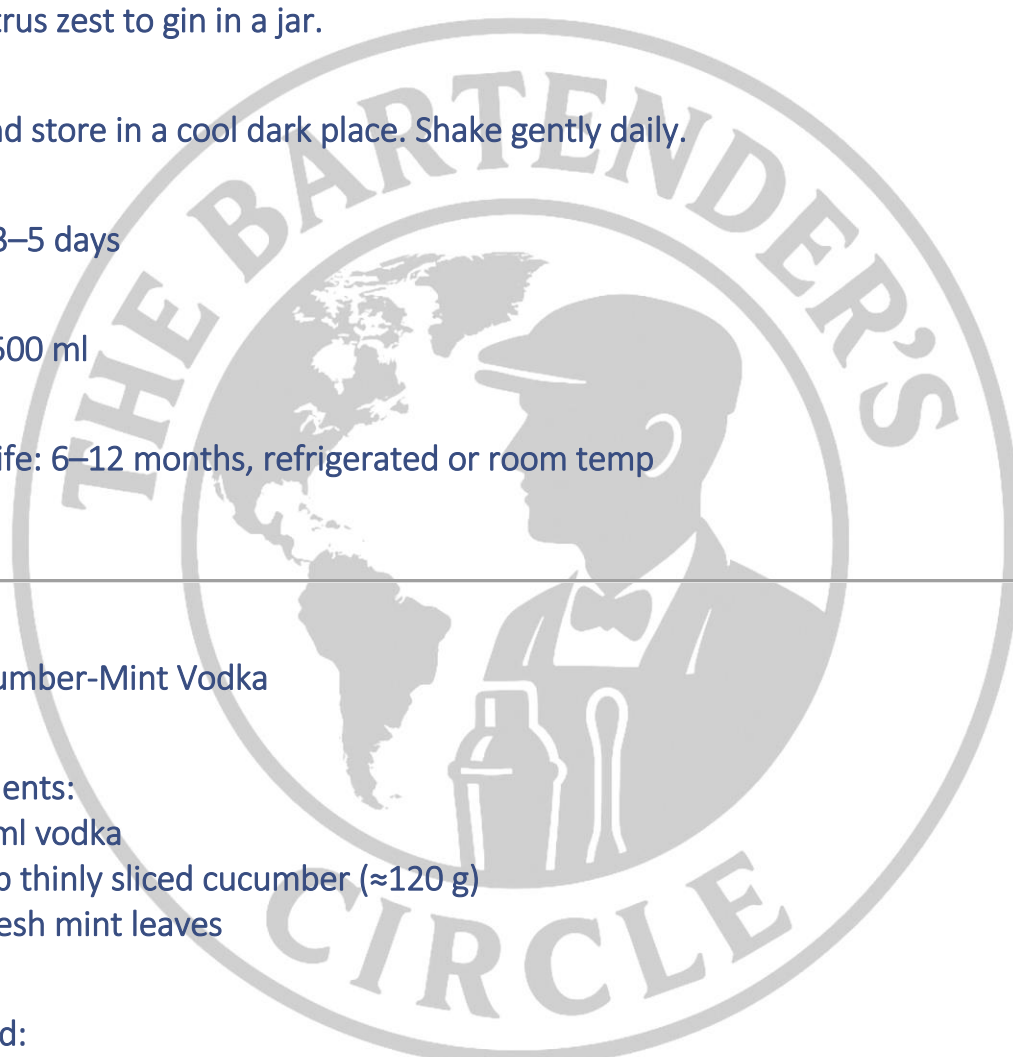 trus zest to gin in a jar.
nd store in a cool dark place. Shake gently daily.
3–5 days
500 ml
ife: 6–12 months, refrigerated or room temp
umber-Mint Vodka
ents:
ml vodka
p thinly sliced cucumber (≈120 g)
esh mint leaves
d:
THE BARTENDER'S
CIRCLE